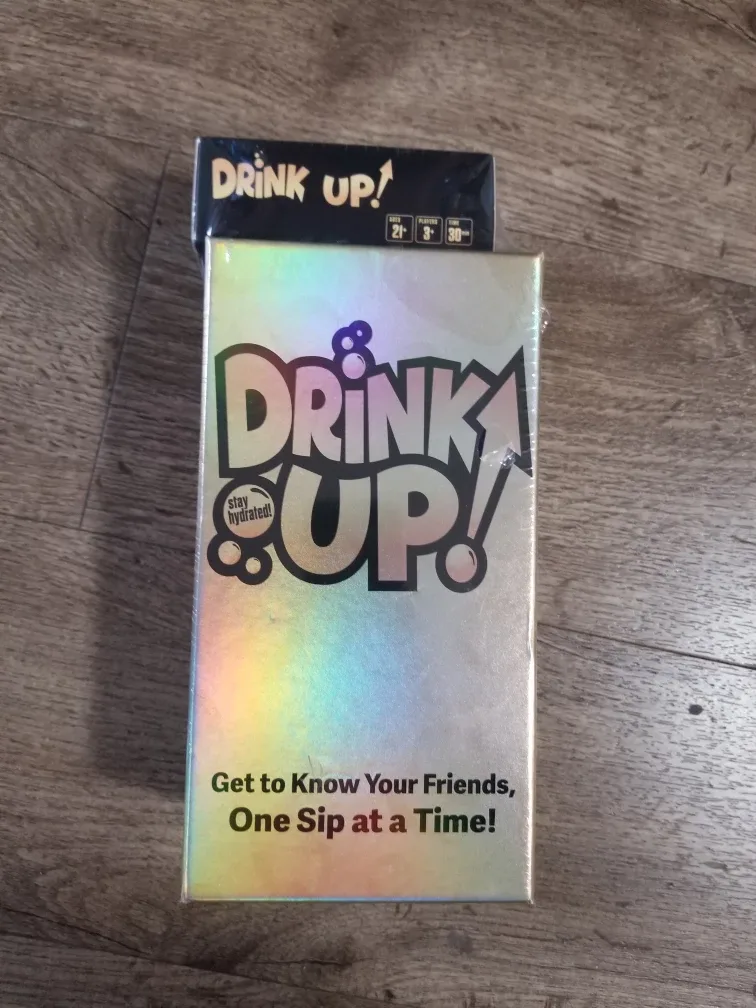 DRiNK UP!
AGES PLAYERS TIME
21+ 3+ 30min
DRiNK
stay
hydrated!
UP!
Get to Know Your Friends,
One Sip at a Time!